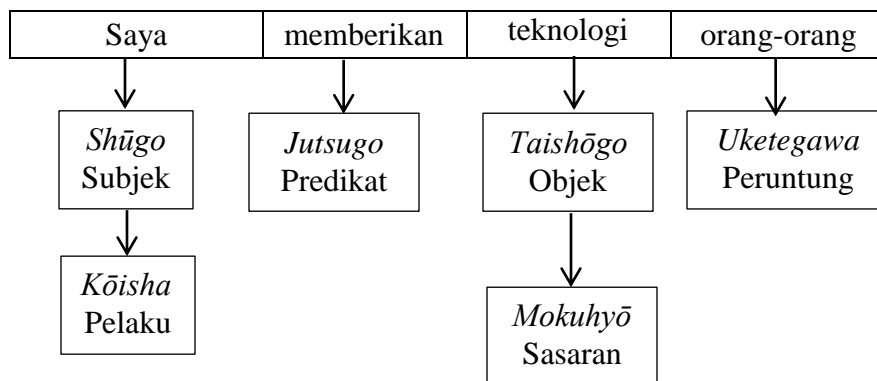 Saya memberikan teknologi orang-orang
Shūgo
Subjek
Jutsugo
Predikat
Taishōgo
Objek
Uketegawa
Peruntung
Kōisha
Pelaku
Mokuhyō
Sasaran